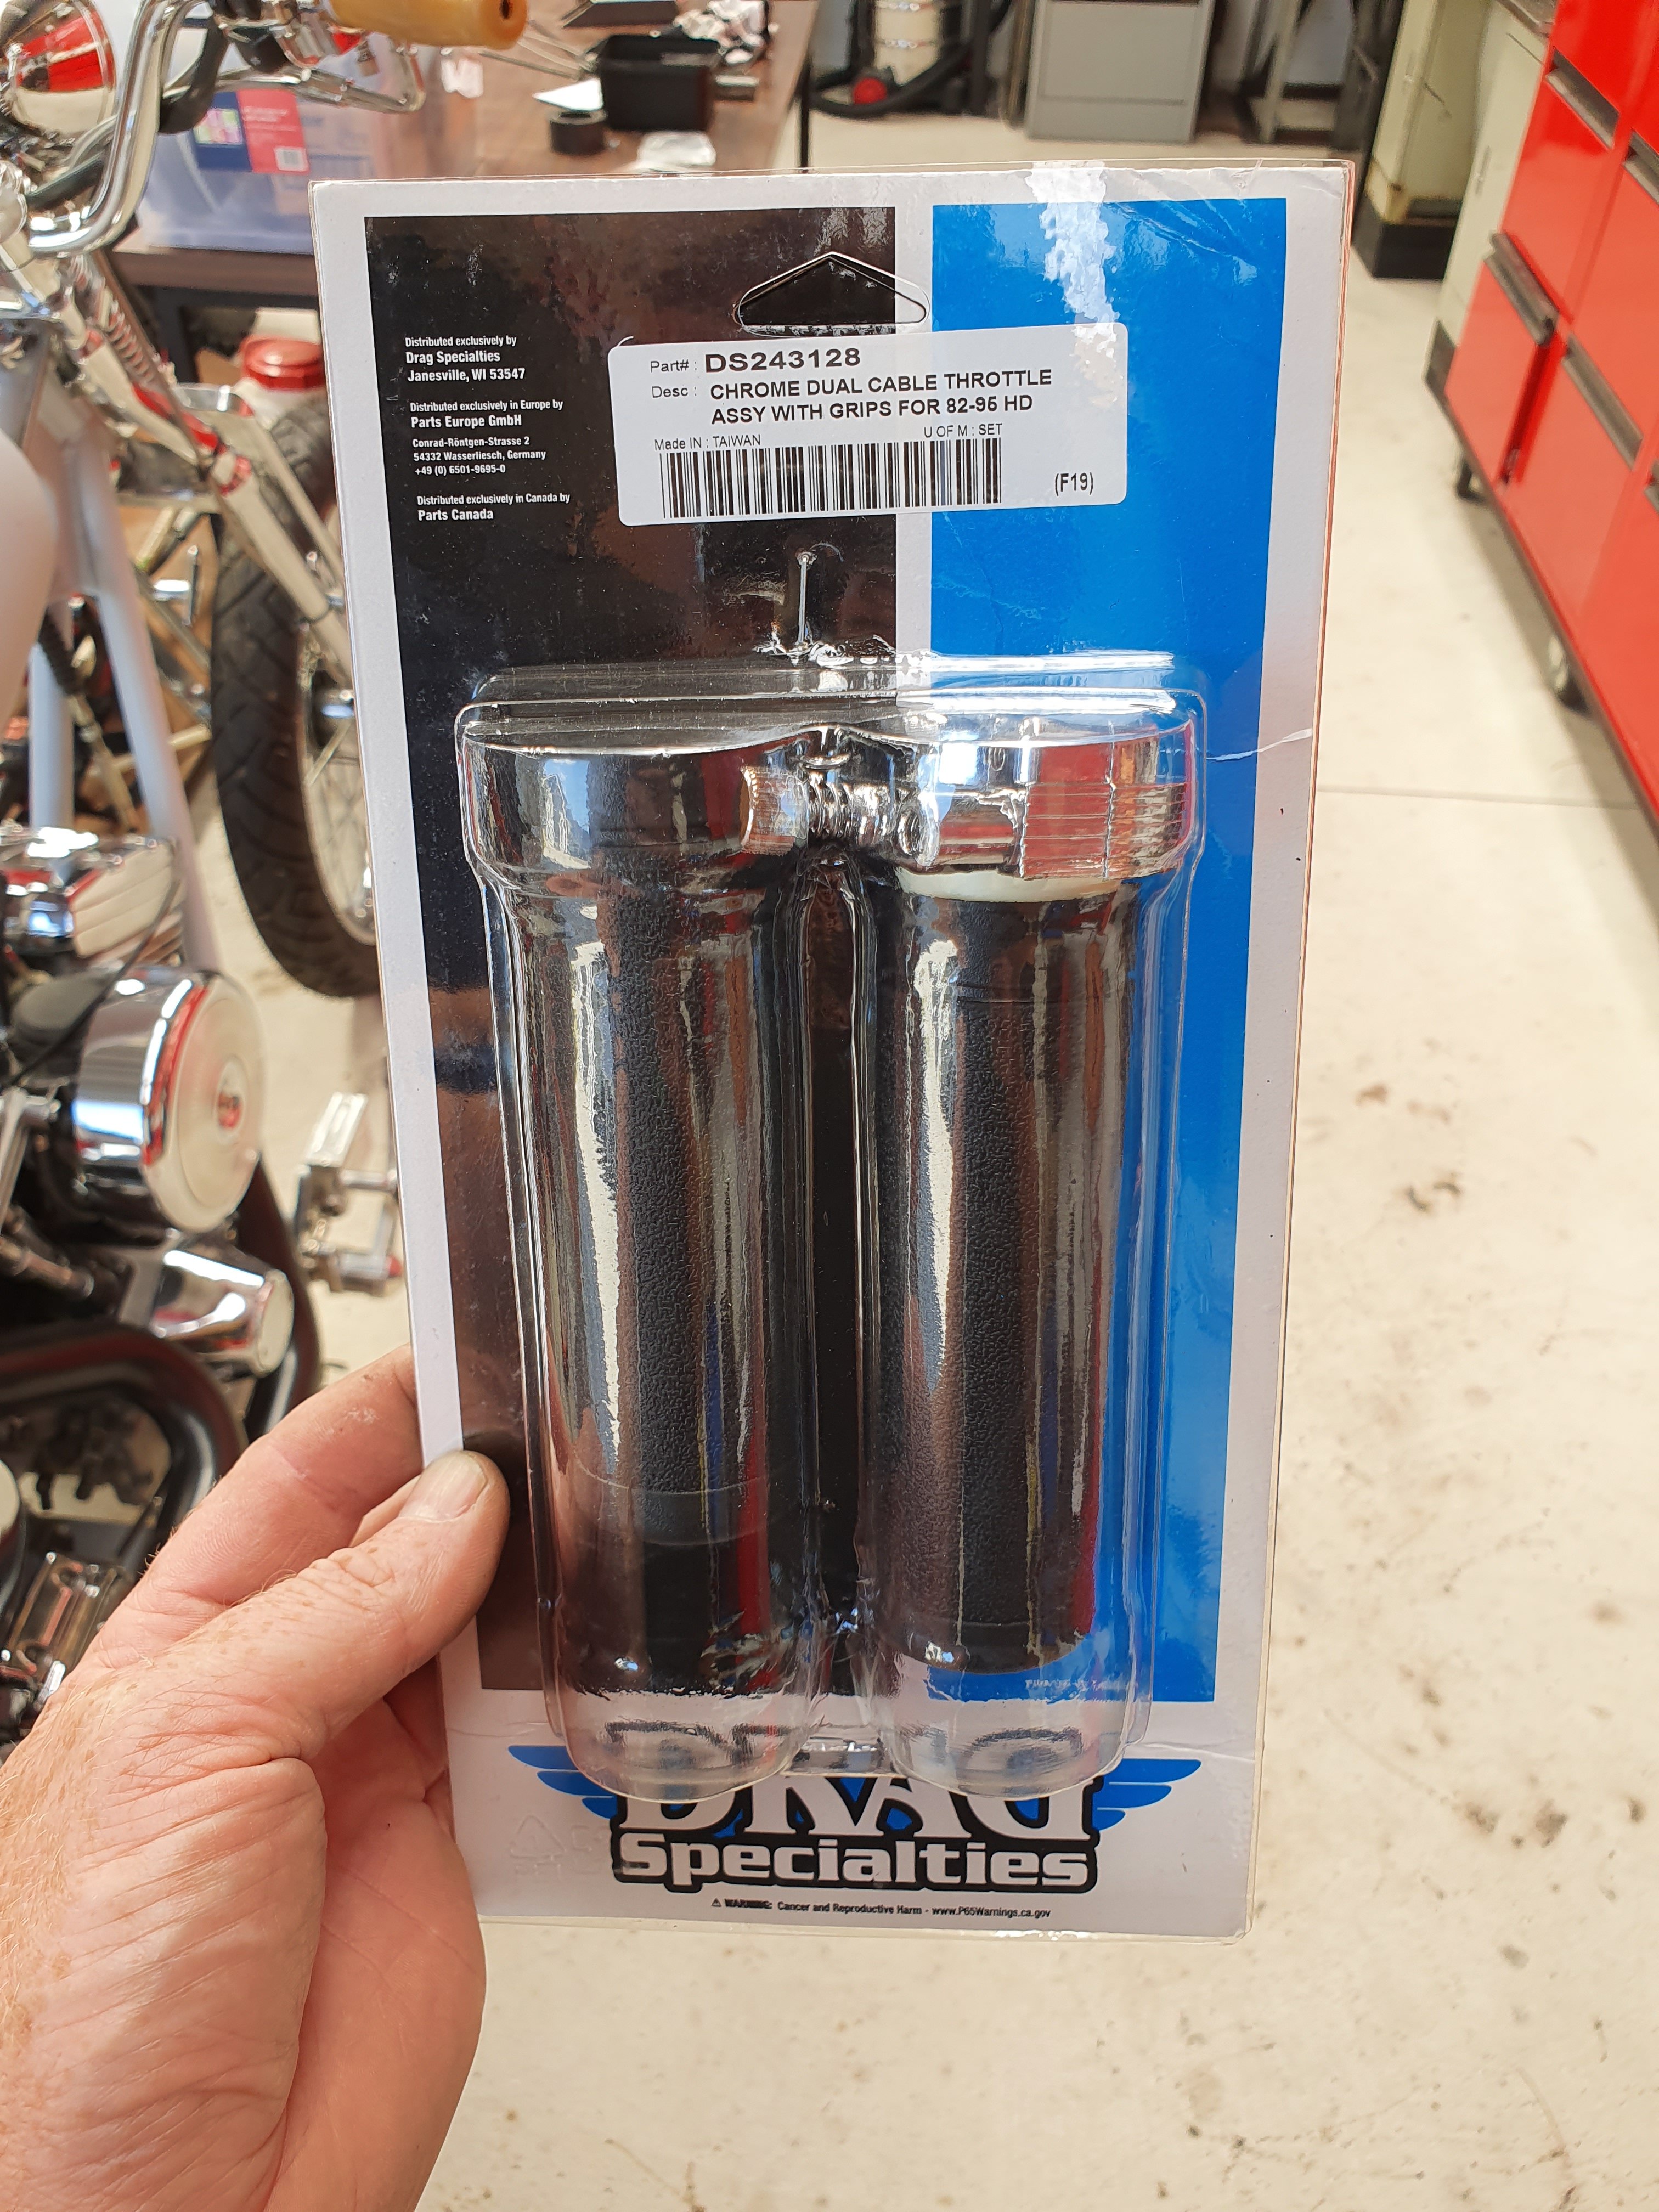 Distributed exclusively by
Drag Specialties
Janesville, WI 53547
Distributed exclusively in Europe by
Parts Europe GmbH
Conrad-Röntgen-Strasse 2
54332 Wasserliesch, Germany
+49 (0) 6501-9695-0
Distributed exclusively in Canada by
Parts Canada
Part# : DS243128
Desc : CHROME DUAL CABLE THROTTLE
ASSY WITH GRIPS FOR 82-95 HD
Made IN : TAIWAN U OF M : SET
(F19)
DRAG
Specialties
⚠ WARNING: Cancer and Reproductive Harm - www.P65Warnings.ca.gov